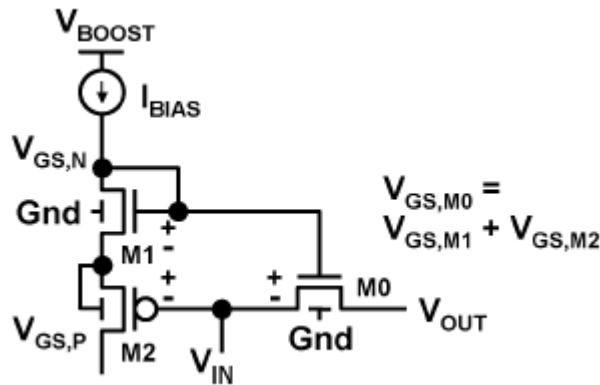 VBOOST
IBIAS
VGS,N
Gnd
+
-
M1
+
-
VGS,P
M2
VIN
+
-
M0
Gnd
VOUT
VGS,M0 =
VGS,M1 + VGS,M2